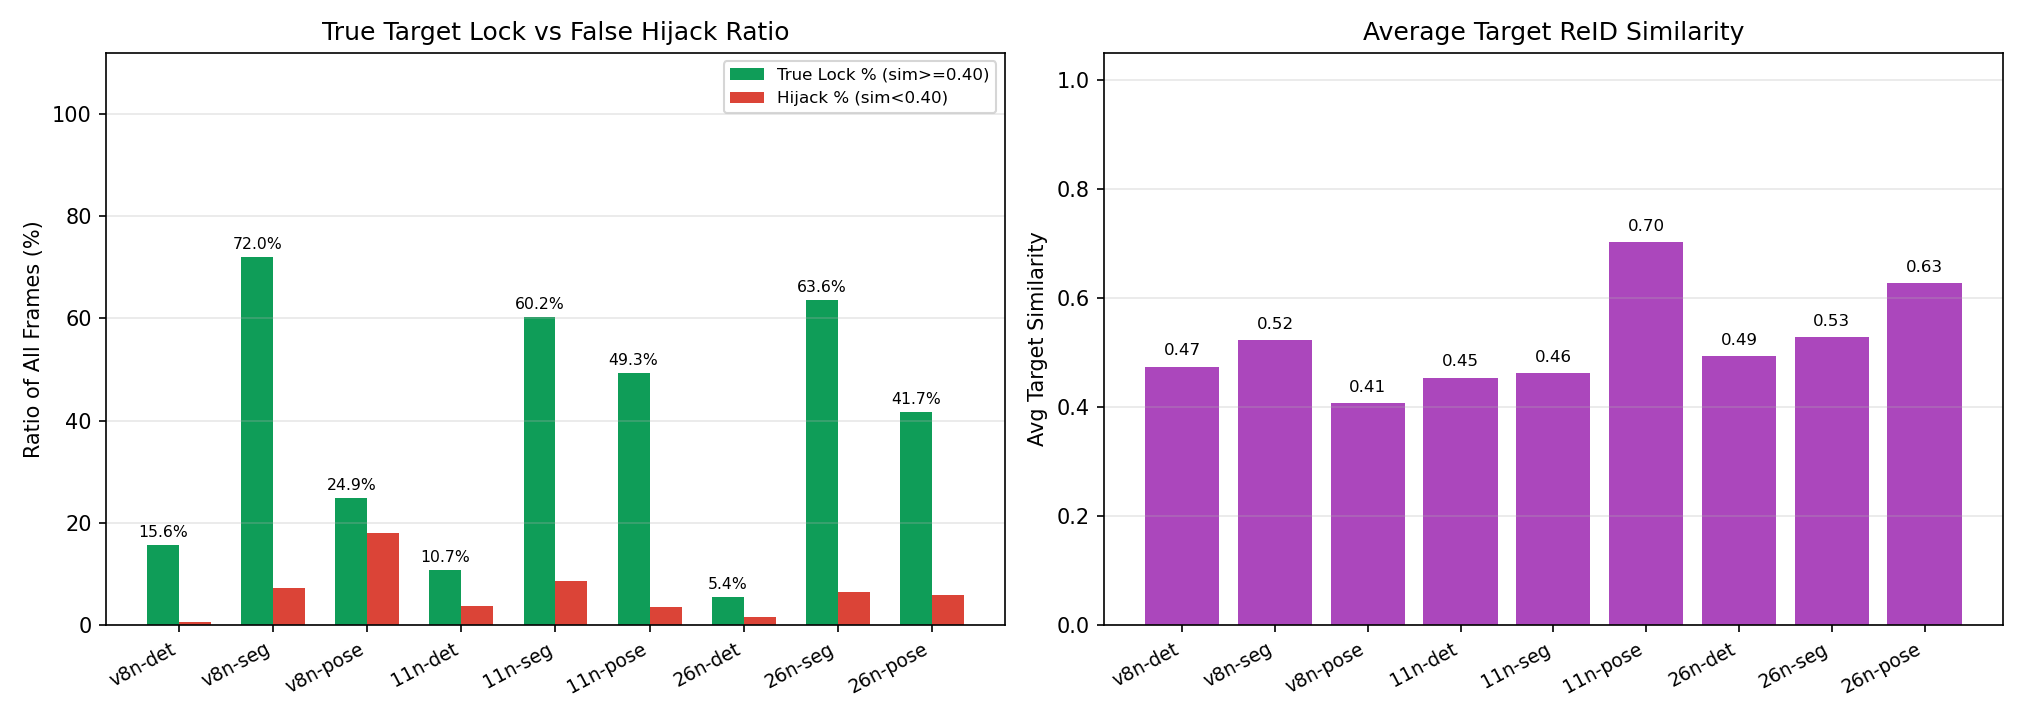 True Target Lock vs False Hijack Ratio
Ratio of All Frames (%)
100
80
60
40
20
0
True Lock % (sim>=0.40)
Hijack % (sim<0.40)
15.6%
72.0%
24.9%
10.7%
60.2%
49.3%
5.4%
63.6%
41.7%
v8n-det
v8n-seg
v8n-pose
11n-det
11n-seg
11n-pose
26n-det
26n-seg
26n-pose
Average Target ReID Similarity
Avg Target Similarity
1.0
0.8
0.6
0.4
0.2
0.0
0.47
0.52
0.41
0.45
0.46
0.70
0.49
0.53
0.63
v8n-det
v8n-seg
v8n-pose
11n-det
11n-seg
11n-pose
26n-det
26n-seg
26n-pose